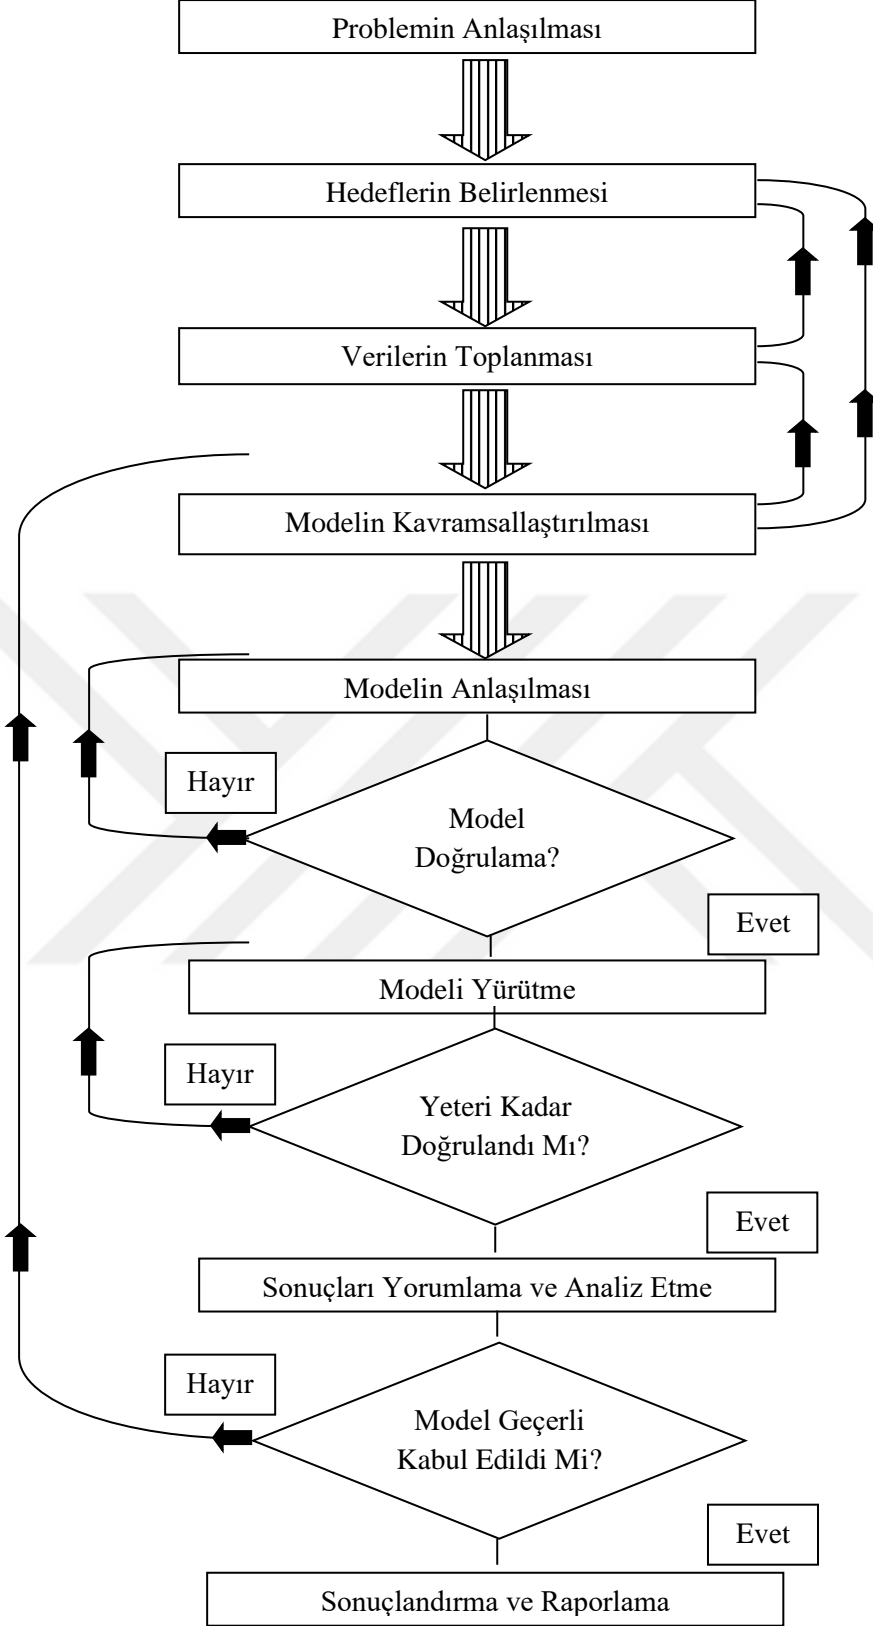 Problemin Anlaşılması
Hedeflerin Belirlenmesi
Verilerin Toplanması
Modelin Kavramsallaştırılması
Modelin Anlaşılması
Hayır
Model
Doğrulama?
Evet
Modeli Yürütme
Hayır
Yeteri Kadar
Doğrulandı Mı?
Evet
Sonuçları Yorumlama ve Analiz Etme
Hayır
Model Geçerli
Kabul Edildi Mi?
Evet
Sonuçlandırma ve Raporlama